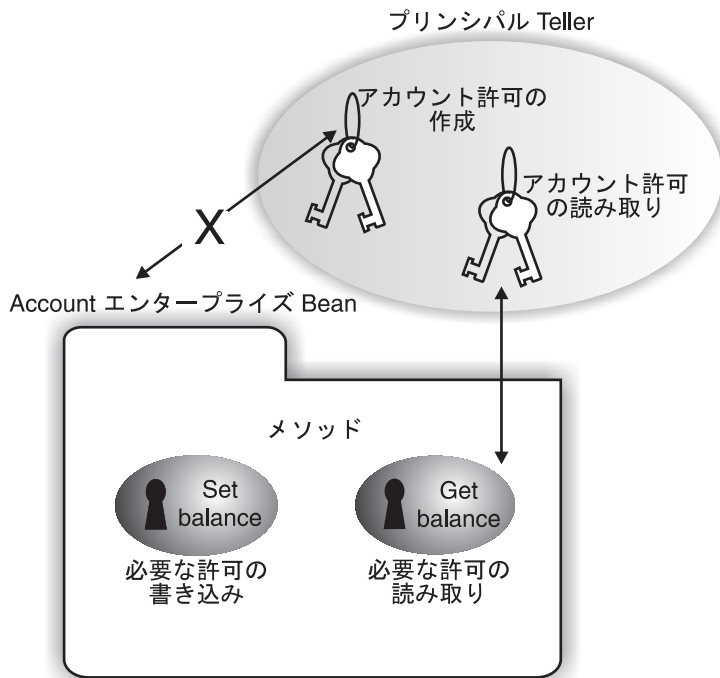 プリンシパル Teller
アカウント許可の
作成
アカウント許可
の読み取り
X
Account エンタープライズ Bean
メソッド
Set
balance
Get
balance
必要な許可の
書き込み
必要な許可の
読み取り